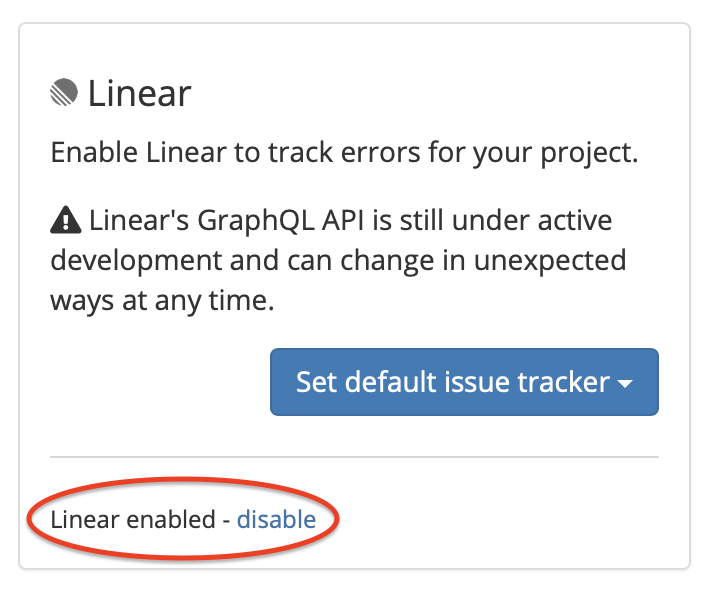 Linear
Enable Linear to track errors for your project.
Linear's GraphQL API is still under active
development and can change in unexpected
ways at any time.
Set default issue tracker
Linear enabled - disable